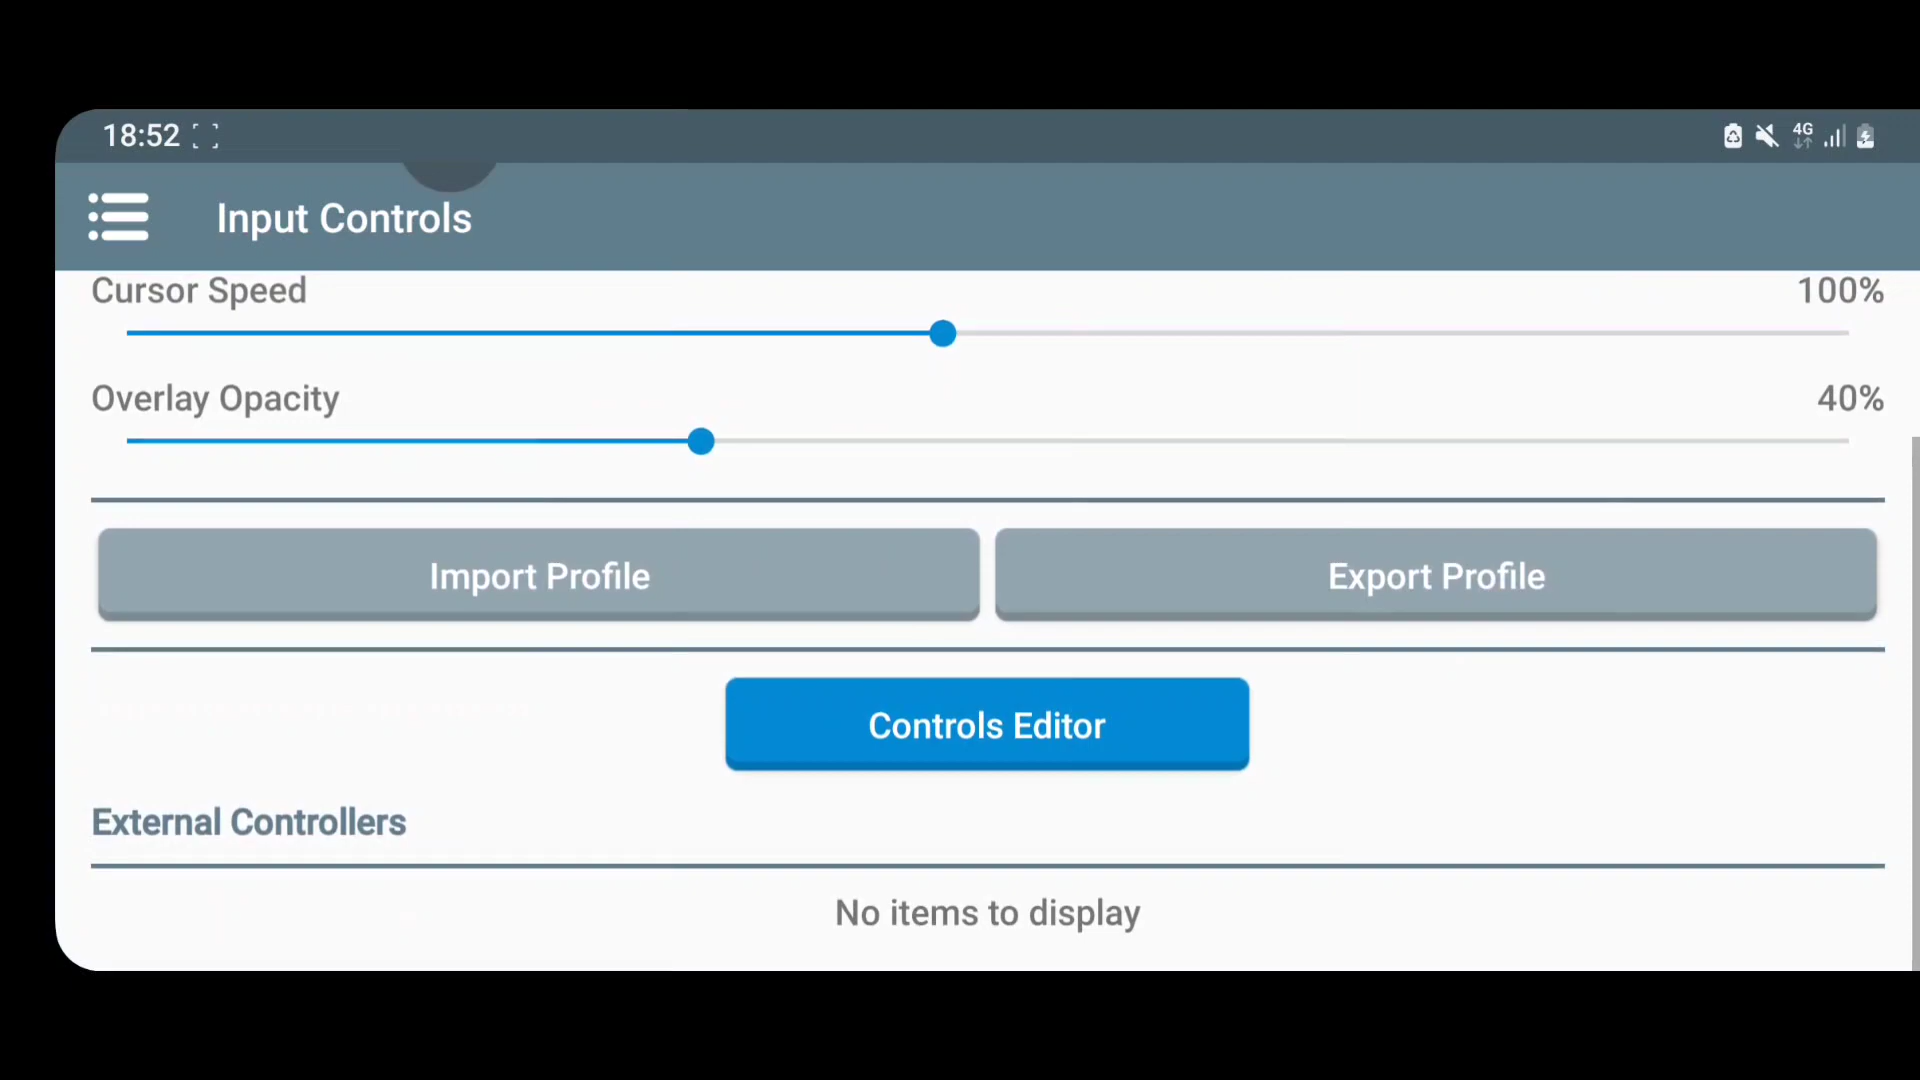 18:52
4G
Input Controls
Cursor Speed 100%
Overlay Opacity 40%
Import Profile Export Profile
Controls Editor
External Controllers
No items to display